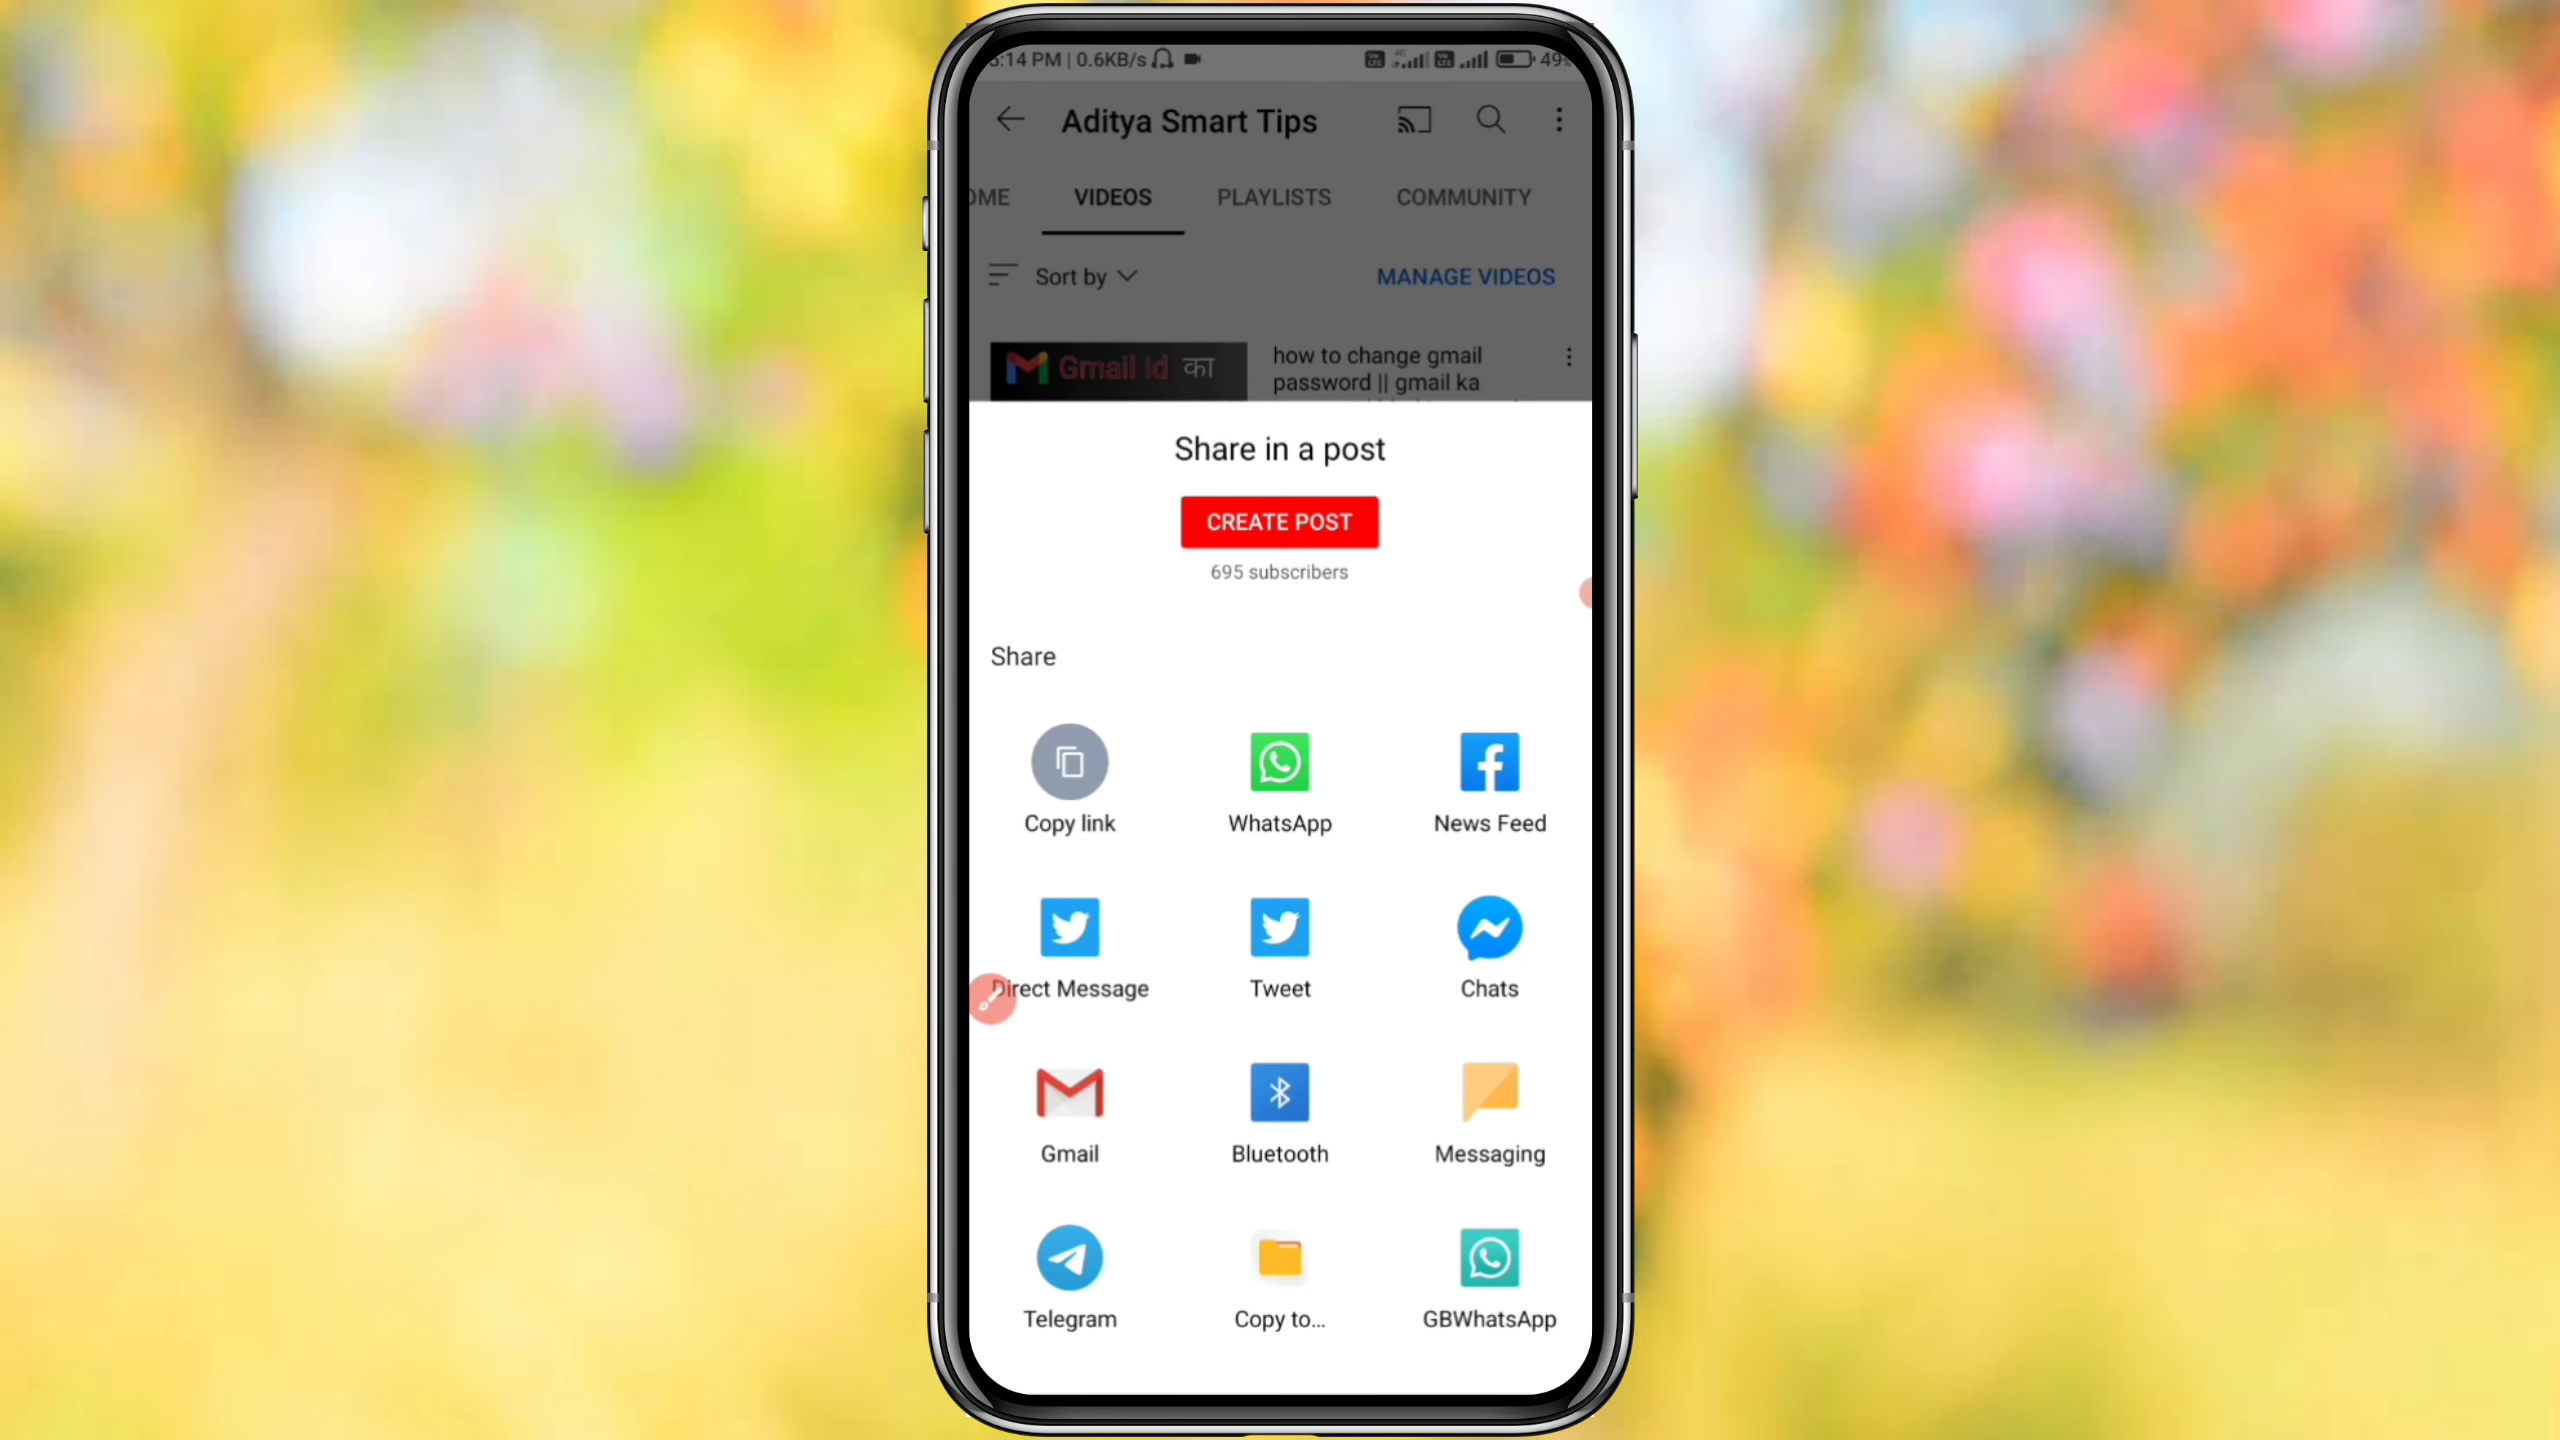 :14 PM | 0.6KB/s 49%
Aditya Smart Tips
OME VIDEOS PLAYLISTS COMMUNITY
Sort by MANAGE VIDEOS
Gmail Id का
how to change gmail
password || gmail ka
Share in a post
CREATE POST
695 subscribers
Share
Copy link WhatsApp News Feed
Direct Message Tweet Chats
Gmail Bluetooth Messaging
Telegram Copy to... GBWhatsApp